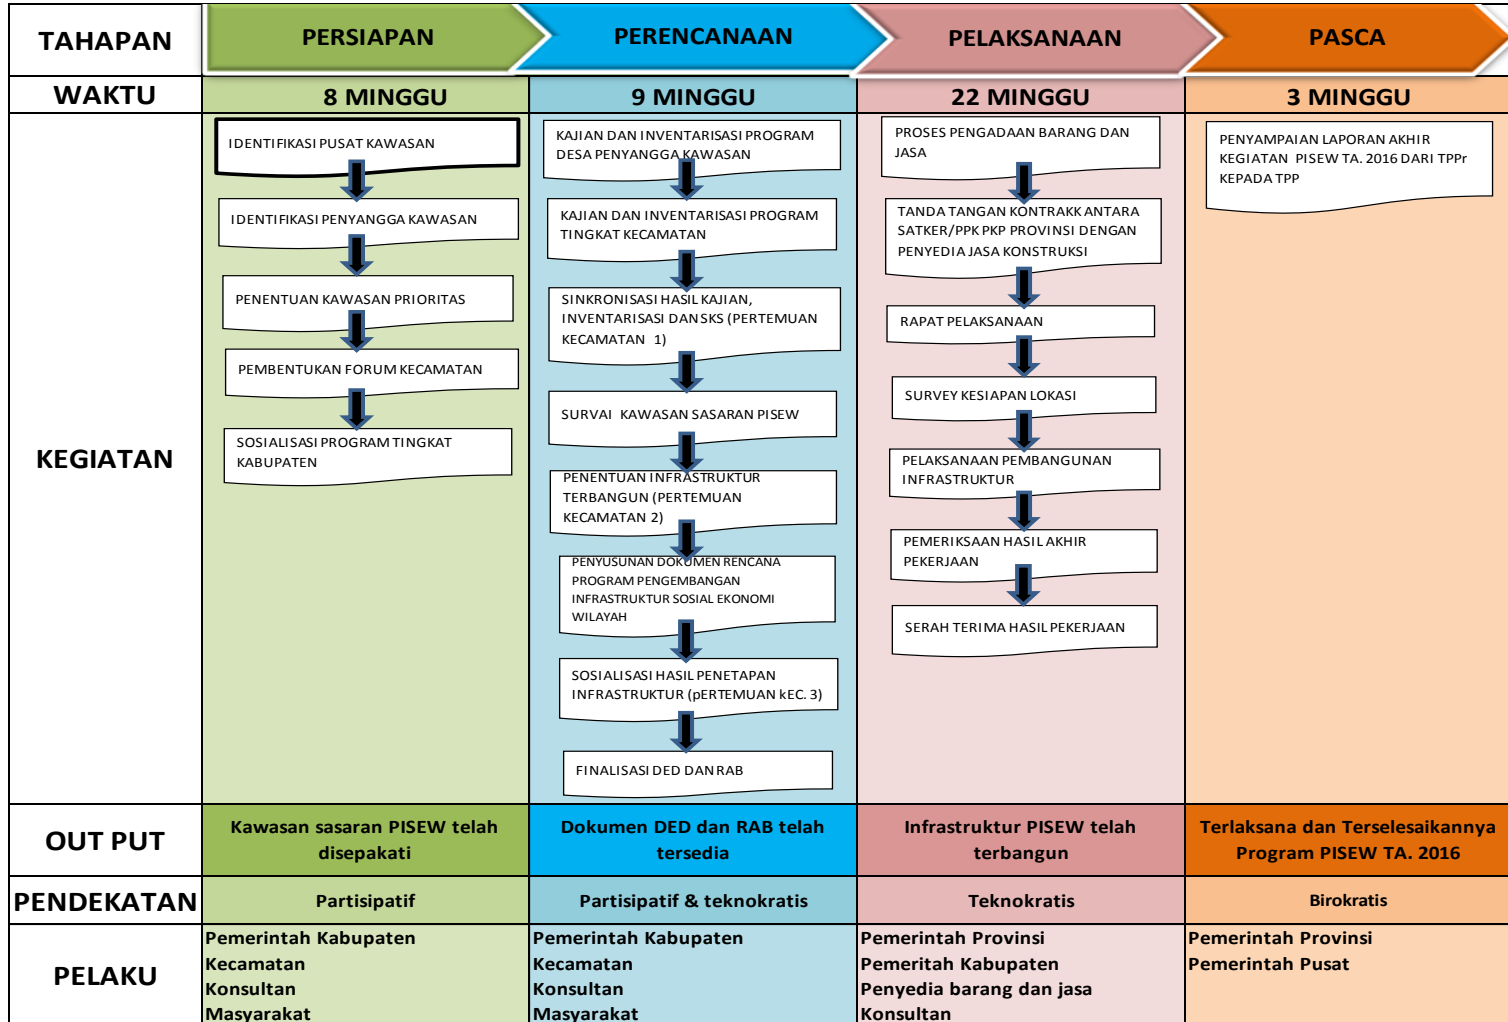 TAHAPAN
PERSIAPAN
PERENCANAAN
PELAKSANAAN
PASCA
WAKTU
8 MINGGU
9 MINGGU
22 MINGGU
3 MINGGU
KEGIATAN
IDENTIFIKASI PUSAT KAWASAN
IDENTIFIKASI PENYANGGA KAWASAN
PENENTUAN KAWASAN PRIORITAS
PEMBENTUKAN FORUM KECAMATAN
SOSIALISASI PROGRAM TINGKAT
KABUPATEN
KAJIAN DAN INVENTARISASI PROGRAM
DESA PENYANGGA KAWASAN
KAJIAN DAN INVENTARISASI PROGRAM
TINGKAT KECAMATAN
SINKRONISASI HASIL KAJIAN,
INVENTARISASI DAN SKS (PERTEMUAN
KECAMATAN 1)
SURVAI KAWASAN SASARAN PISEW
PENENTUAN INFRASTRUKTUR
TERBANGUN (PERTEMUAN
KECAMATAN 2)
PENYUSUNAN DOKUMEN RENCANA
PROGRAM PENGEMBANGAN
INFRASTRUKTUR SOSIAL EKONOMI
WILAYAH
SOSIALISASI HASIL PENETAPAN
INFRASTRUKTUR (pERTEMUAN kEC. 3)
FINALISASI DED DAN RAB
PROSES PENGADAAN BARANG DAN
JASA
TANDA TANGAN KONTRAKK ANTARA
SATKER/PPK PKP PROVINSI DENGAN
PENYEDIA JASA KONSTRUKSI
RAPAT PELAKSANAAN
SURVEY KESIAPAN LOKASI
PELAKSANAAN PEMBANGUNAN
INFRASTRUKTUR
PEMERIKSAAN HASIL AKHIR
PEKERJAAN
SERAH TERIMA HASIL PEKERJAAN
PENYAMPAIAN LAPORAN AKHIR
KEGIATAN PISEW TA. 2016 DARI TPPr
KEPADA TPP
OUT PUT
Kawasan sasaran PISEW telah
disepakati
Dokumen DED dan RAB telah
tersedia
Infrastruktur PISEW telah
terbangun
Terlaksana dan Terselesaikannya
Program PISEW TA. 2016
PENDEKATAN
Partisipatif
Partisipatif & teknokratis
Teknokratis
Birokratis
PELAKU
Pemerintah Kabupaten
Kecamatan
Konsultan
Masyarakat
Pemerintah Kabupaten
Kecamatan
Konsultan
Masyarakat
Pemerintah Provinsi
Pemeritah Kabupaten
Penyedia barang dan jasa
Konsultan
Pemerintah Provinsi
Pemerintah Pusat